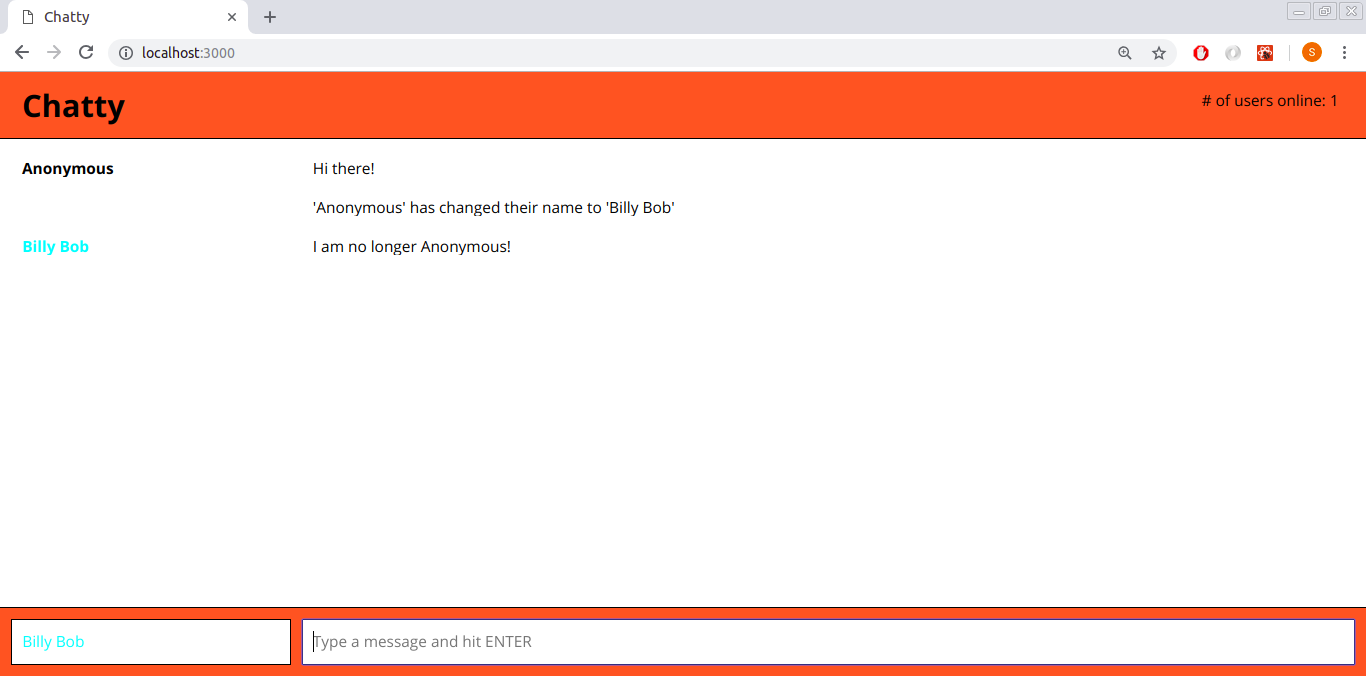 Chatty
localhost:3000
S
Chatty
# of users online: 1
Anonymous
Hi there!
'Anonymous' has changed their name to 'Billy Bob'
Billy Bob
I am no longer Anonymous!
Billy Bob
Type a message and hit ENTER